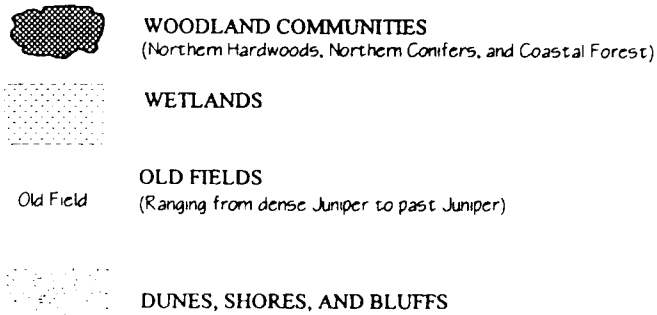 WOODLAND COMMUNITIES
(Northern Hardwoods, Northern Conifers, and Coastal Forest)
WETLANDS
OLD FIELDS
Old Field
(Ranging from dense Juniper to past Juniper)
DUNES, SHORES, AND BLUFFS